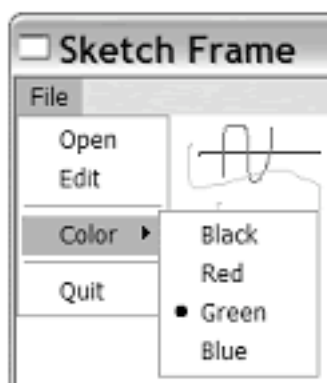 Sketch Frame
File
Open
Edit
Color
Quit
Black
Red
Green
Blue